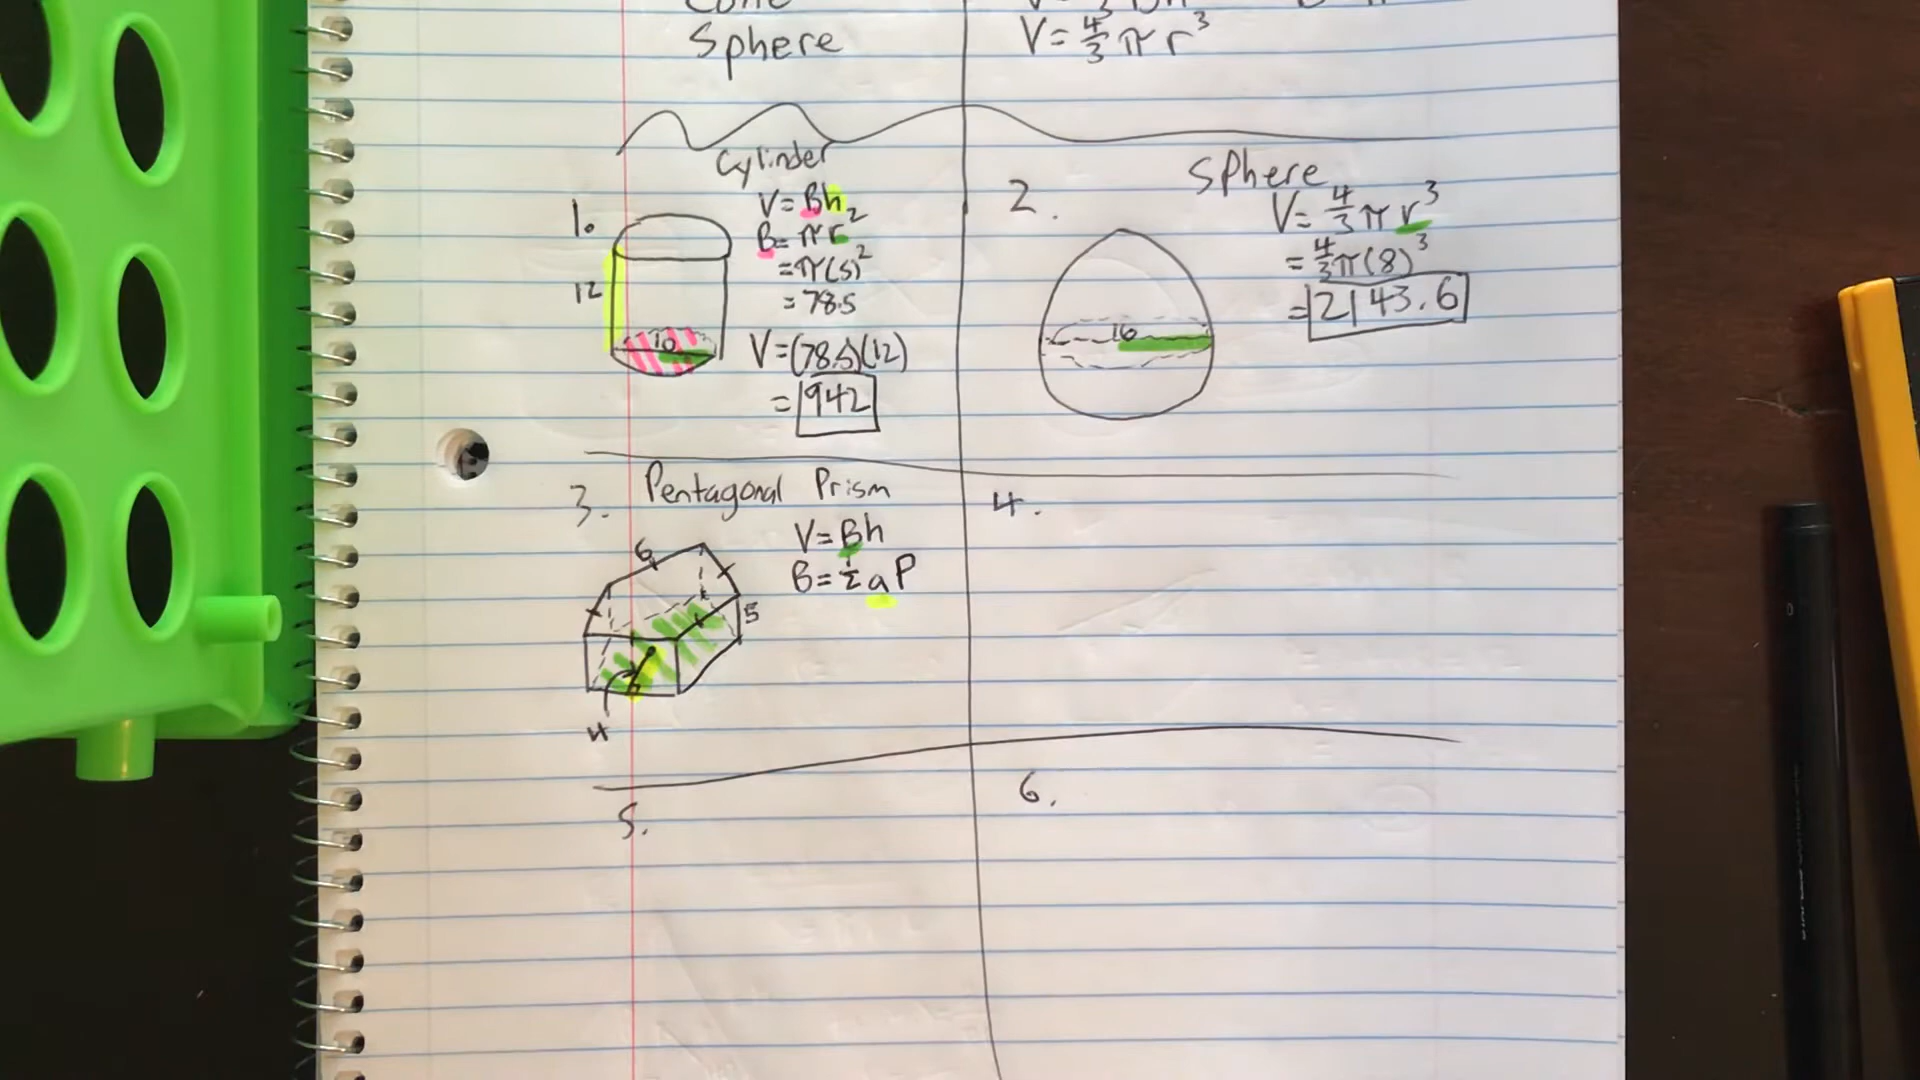 Cone
Sphere
V = 4/3 π r³
Cylinder
1.
V = Bh
B = πr²
= π(5)²
= 78.5
V = (78.5)(12)
= 942
12
10
2.
Sphere
V = 4/3 π r³
= 4/3 π(8)³
= 2143.6
16
3.
Pentagonal Prism
V = Bh
B = 1/2 a P
6
5
4
4.
5.
6.